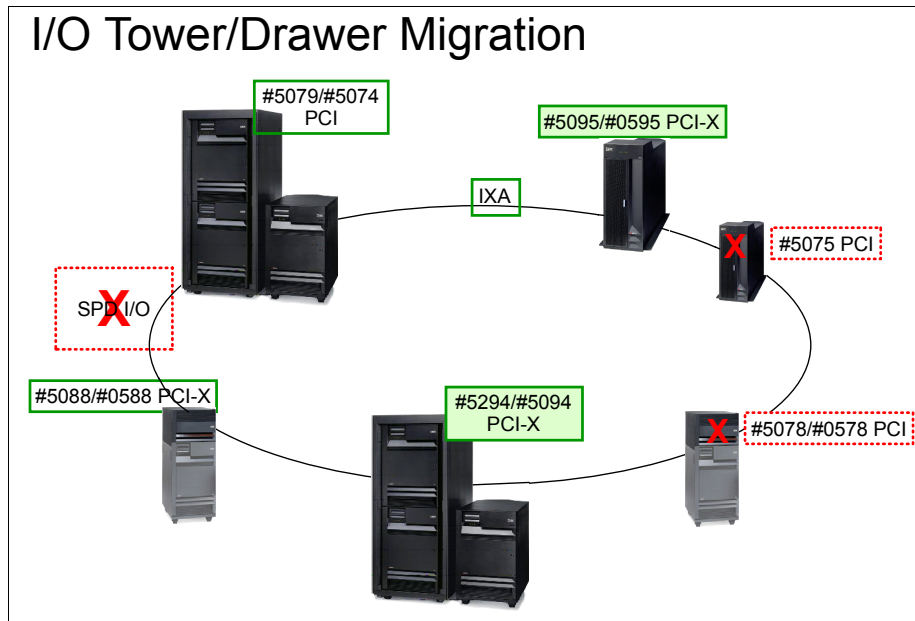 I/O Tower/Drawer Migration
#5079/#5074
PCI
#5095/#0595 PCI-X
IXA
#5075 PCI
SPD I/O
X
X
#5088/#0588 PCI-X
#5294/#5094
PCI-X
#5078/#0578 PCI
X